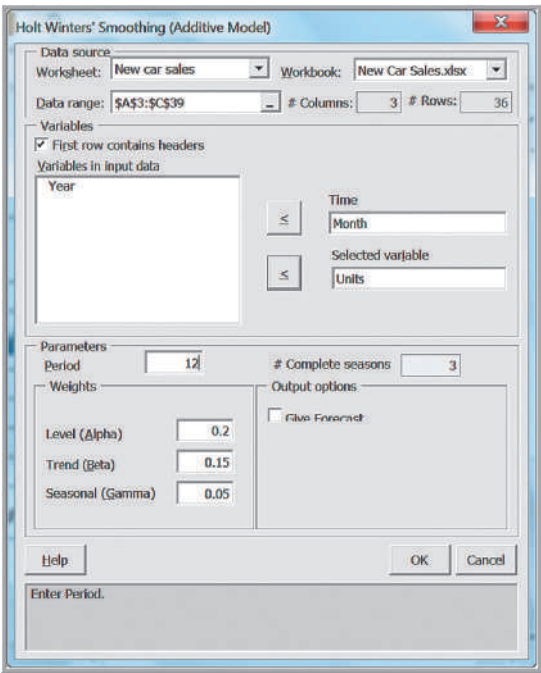 Holt Winters' Smoothing (Additive Model)
Data source
Worksheet: New car sales Workbook: New Car Sales.xlsx
Data range: $A$3:$C$39 # Columns: 3 # Rows: 36
Variables
First row contains headers
Variables in input data
Year
Time
< Month
Selected variable
< Units
Parameters
Period 12 # Complete seasons 3
Weights Output options
Give Forecast
Level (Alpha) 0.2
Trend (Beta) 0.15
Seasonal (Gamma) 0.05
Help OK Cancel
Enter Period.